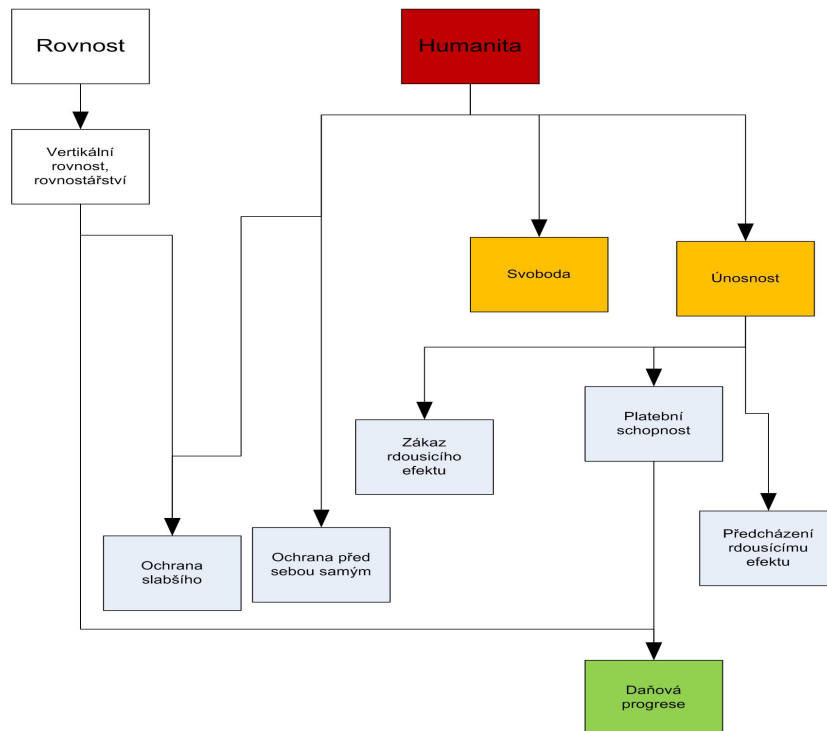 Rovnost
Humanita
Vertikální
rovnost,
rovnostářství
Svoboda
Únosnost
Zákaz
rdousicího
efektu
Platební
schopnost
Ochrana
slabšího
Ochrana před
sebou samým
Předcházení
rdousícímu
efektu
Daňová
progrese